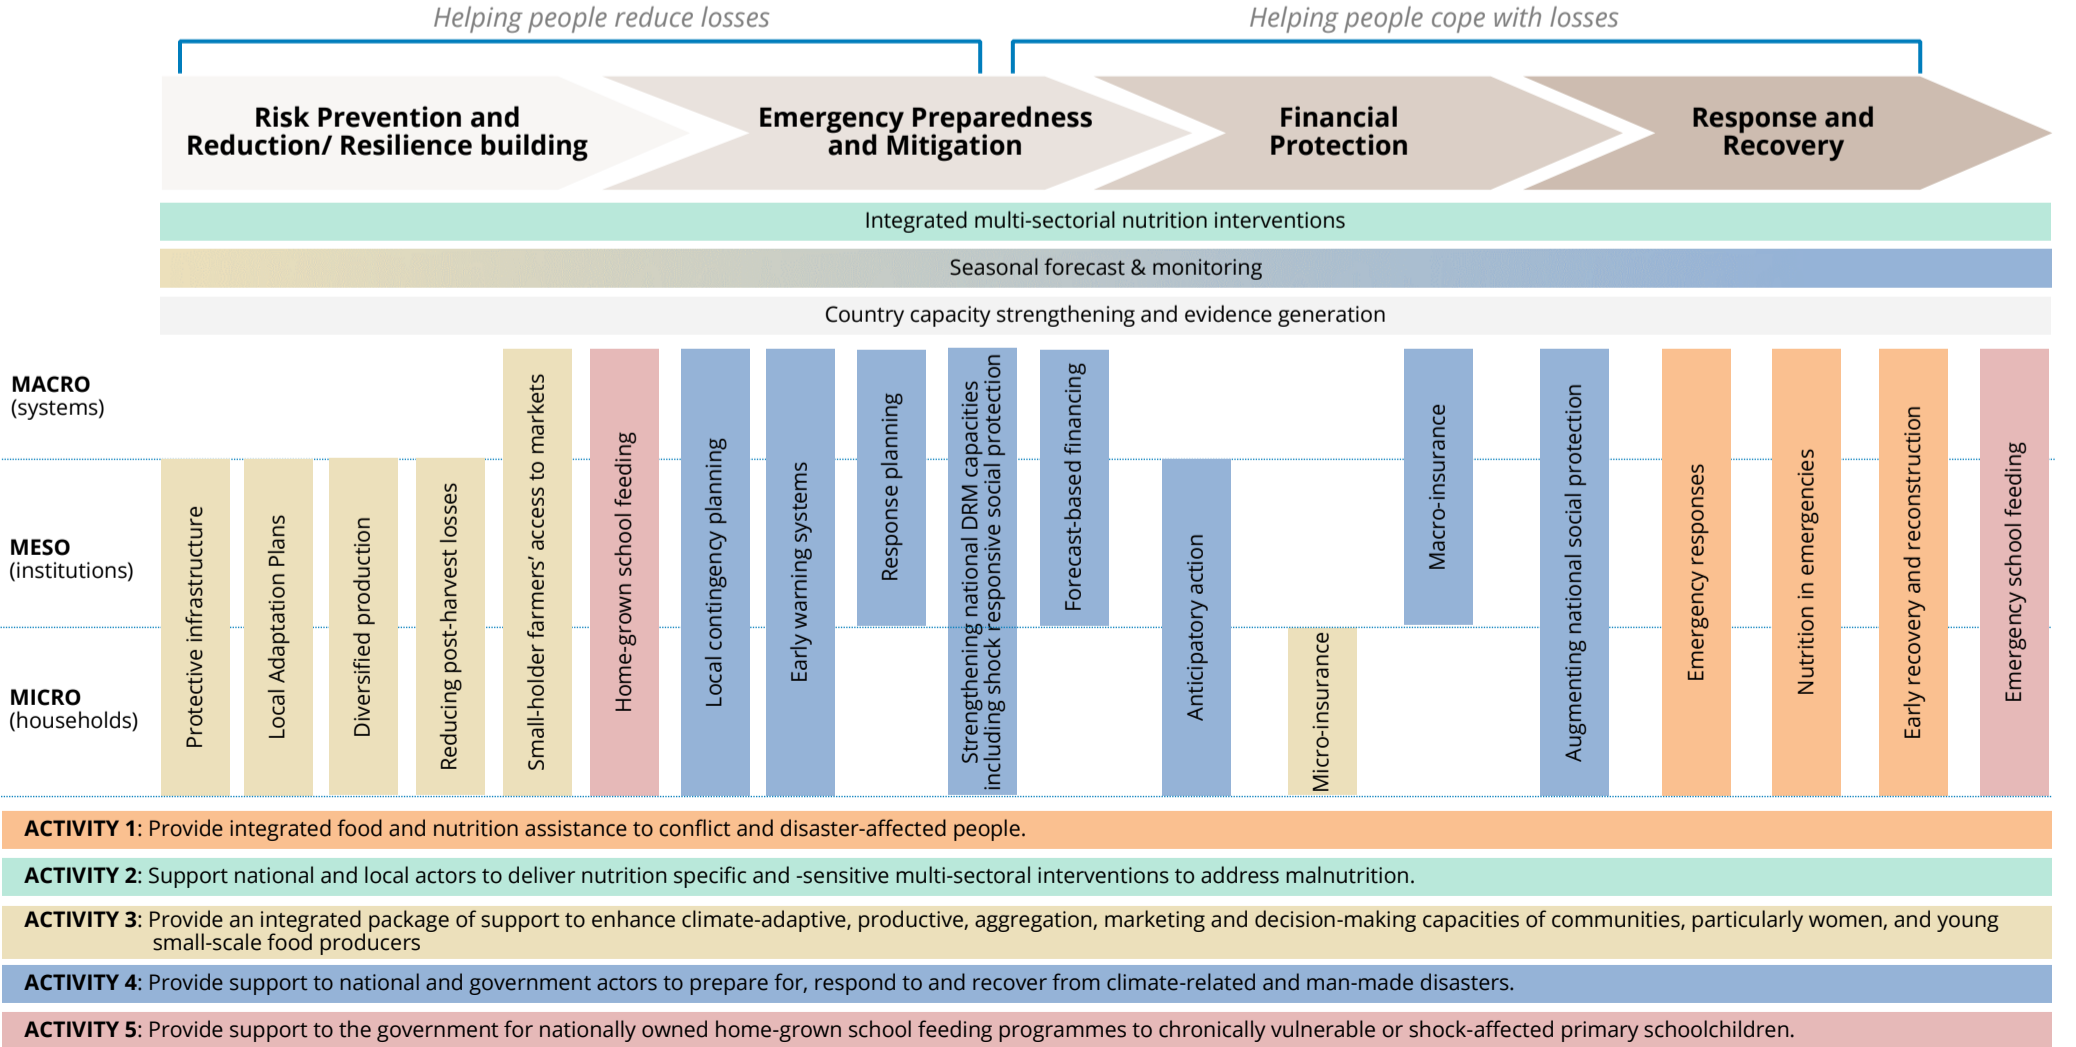 Helping people reduce losses
Helping people cope with losses
Risk Prevention and
Reduction/ Resilience building
Emergency Preparedness
and Mitigation
Financial
Protection
Response and
Recovery
Integrated multi-sectorial nutrition interventions
Seasonal forecast & monitoring
Country capacity strengthening and evidence generation
MACRO
(systems)
MESO
(institutions)
MICRO
(households)
Protective infrastructure
Local Adaptation Plans
Diversified production
Reducing post-harvest losses
Small-holder farmers’ access to markets
Home-grown school feeding
Local contingency planning
Early warning systems
Response planning
Strengthening national DRM capacities
including shock responsive social protection
Forecast-based financing
Anticipatory action
Micro-insurance
Macro-insurance
Augmenting national social protection
Emergency responses
Nutrition in emergencies
Early recovery and reconstruction
Emergency school feeding
ACTIVITY 1: Provide integrated food and nutrition assistance to conflict and disaster-affected people.
ACTIVITY 2: Support national and local actors to deliver nutrition specific and -sensitive multi-sectoral interventions to address malnutrition.
ACTIVITY 3: Provide an integrated package of support to enhance climate-adaptive, productive, aggregation, marketing and decision-making capacities of communities, particularly women, and young
small-scale food producers
ACTIVITY 4: Provide support to national and government actors to prepare for, respond to and recover from climate-related and man-made disasters.
ACTIVITY 5: Provide support to the government for nationally owned home-grown school feeding programmes to chronically vulnerable or shock-affected primary schoolchildren.